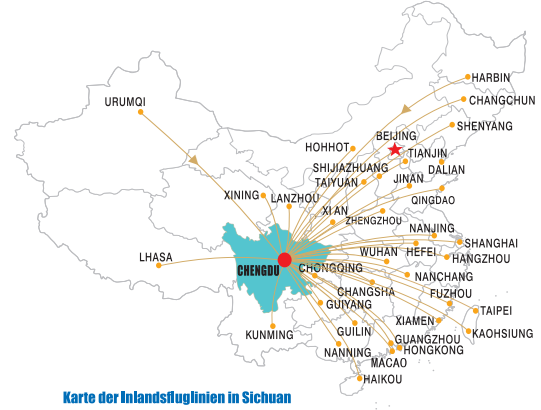 HARBIN
URUMQI
CHANGCHUN
SHENYANG
BEIJING
HOHHOT
TIANJIN
SHIJIAZHUANG
DALIAN
TAIYUAN
JINAN
XINING
LANZHOU
QINGDAO
XI AN
ZHENGZHOU
NANJING
SHANGHAI
WUHAN
HEFEI
LHASA
HANGZHOU
CHENGDU
CHONGQING
NANCHANG
CHANGSHA
FUZHOU
GUIYANG
TAIPEI
XIAMEN
KUNMING
GUILIN
KAOHSIUNG
GUANGZHOU
NANNING
HONGKONG
MACAO
HAIKOU
Karte der Inlandsfluglinien in Sichuan